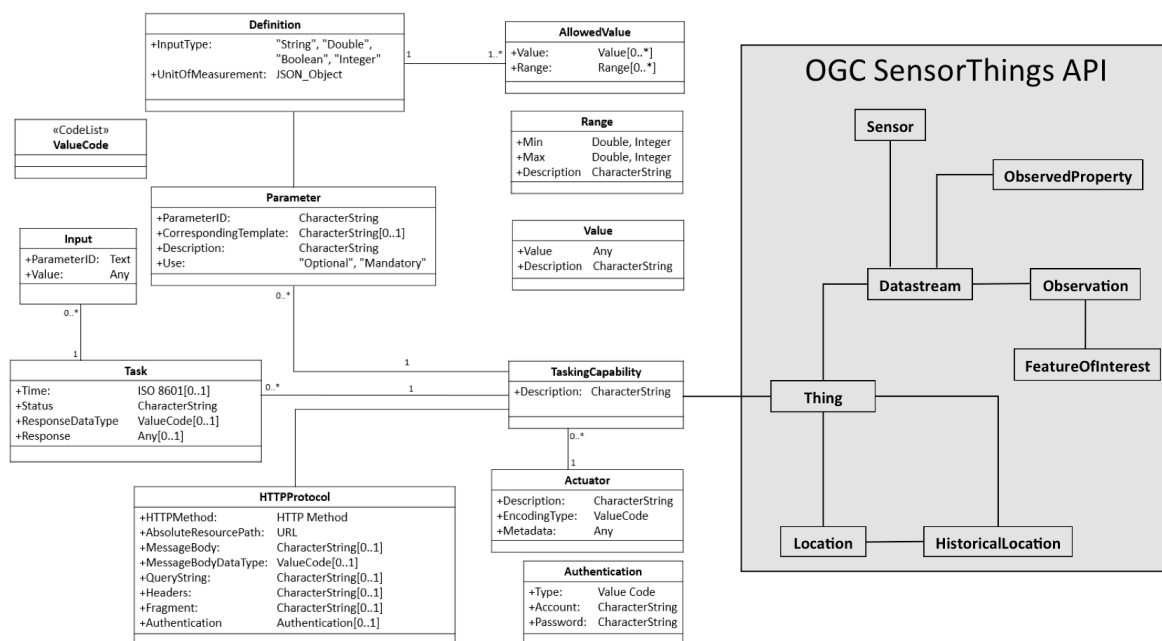 Definition
+InputType: "String", "Double",
"Boolean", "Integer"
+UnitOfMeasurement: JSON_Object
1
1..*
AllowedValue
+Value: Value[0..*]
+Range: Range[0..*]
«CodeList»
ValueCode
Range
+Min Double, Integer
+Max Double, Integer
+Description CharacterString
Parameter
+ParameterID: CharacterString
+CorrespondingTemplate: CharacterString[0..1]
+Description: CharacterString
+Use: "Optional", "Mandatory"
0..*
1
Input
+ParameterID: Text
+Value: Any
0..*
1
Value
+Value Any
+Description CharacterString
Task
+Time: ISO 8601[0..1]
+Status CharacterString
+ResponseDataType ValueCode[0..1]
+Response Any[0..1]
0..*
1
TaskingCapability
+Description: CharacterString
0..*
1
HTTPProtocol
+HTTPMethod: HTTP Method
+AbsoluteResourcePath: URL
+MessageBody: CharacterString[0..1]
+MessageBodyDataType: ValueCode[0..1]
+QueryString: CharacterString[0..1]
+Headers: CharacterString[0..1]
+Fragment: CharacterString[0..1]
+Authentication Authentication[0..1]
Actuator
+Description: CharacterString
+EncodingType: ValueCode
+Metadata: Any
Authentication
+Type: Value Code
+Account: CharacterString
+Password: CharacterString
OGC SensorThings API
Sensor
ObservedProperty
Datastream
Observation
FeatureOfInterest
Thing
Location
HistoricalLocation